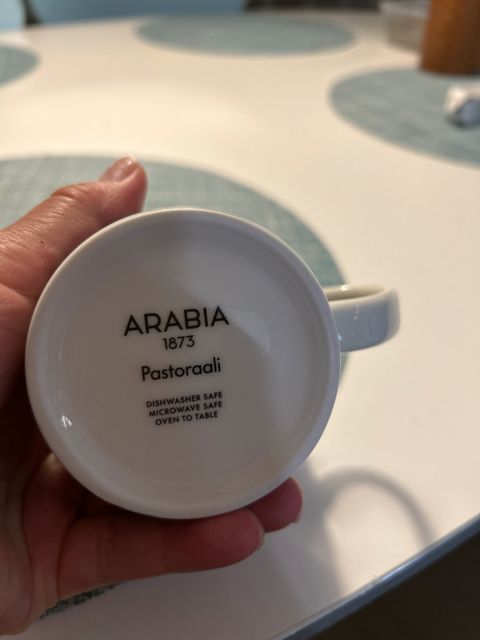 ARABIA
1873
Pastoraali
DISHWASHER SAFE
MICROWAVE SAFE
OVEN TO TABLE